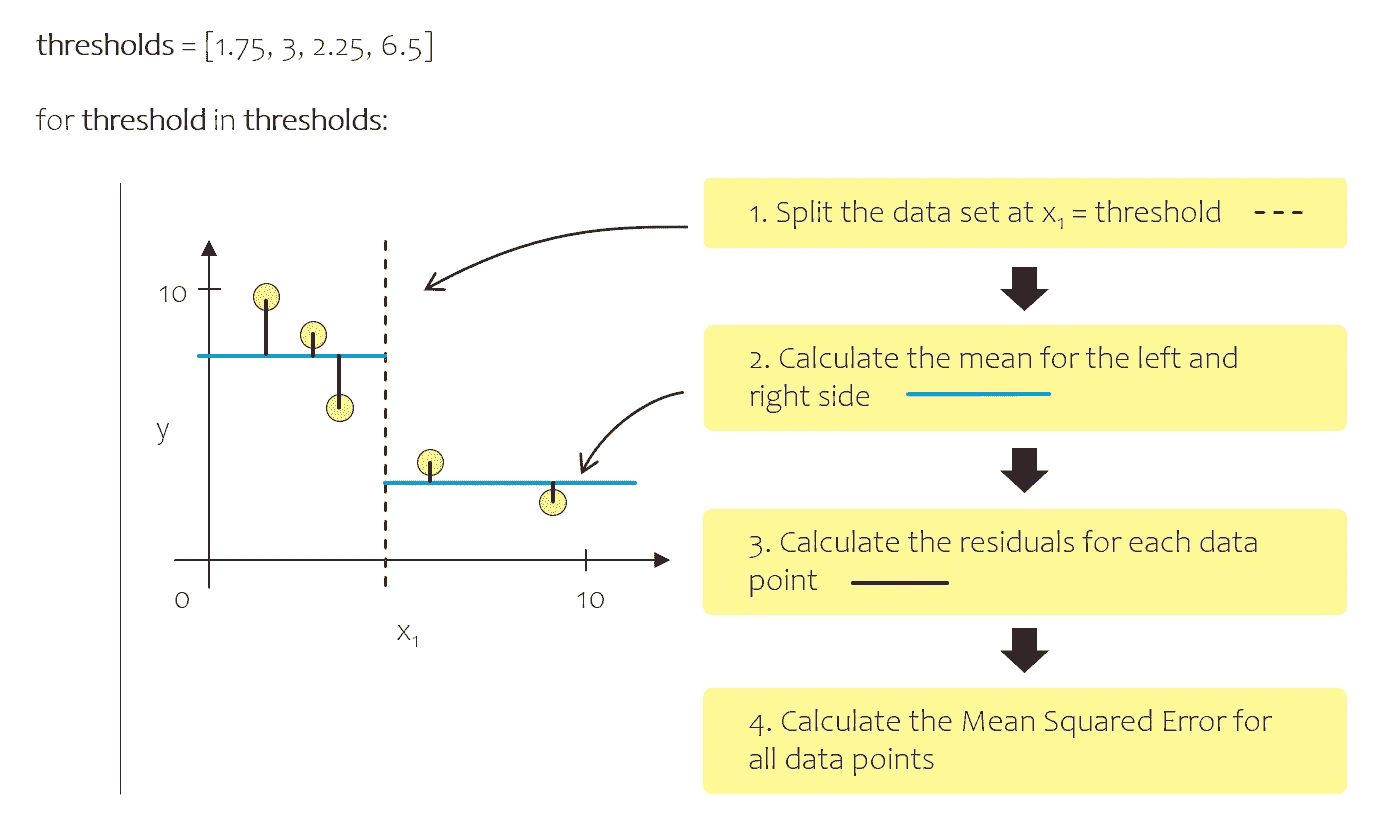 thresholds = [1.75, 3, 2.25, 6.5]
for threshold in thresholds:
10
y
0
10
x₁
1. Split the data set at x₁ = threshold
2. Calculate the mean for the left and
right side
3. Calculate the residuals for each data
point
4. Calculate the Mean Squared Error for
all data points